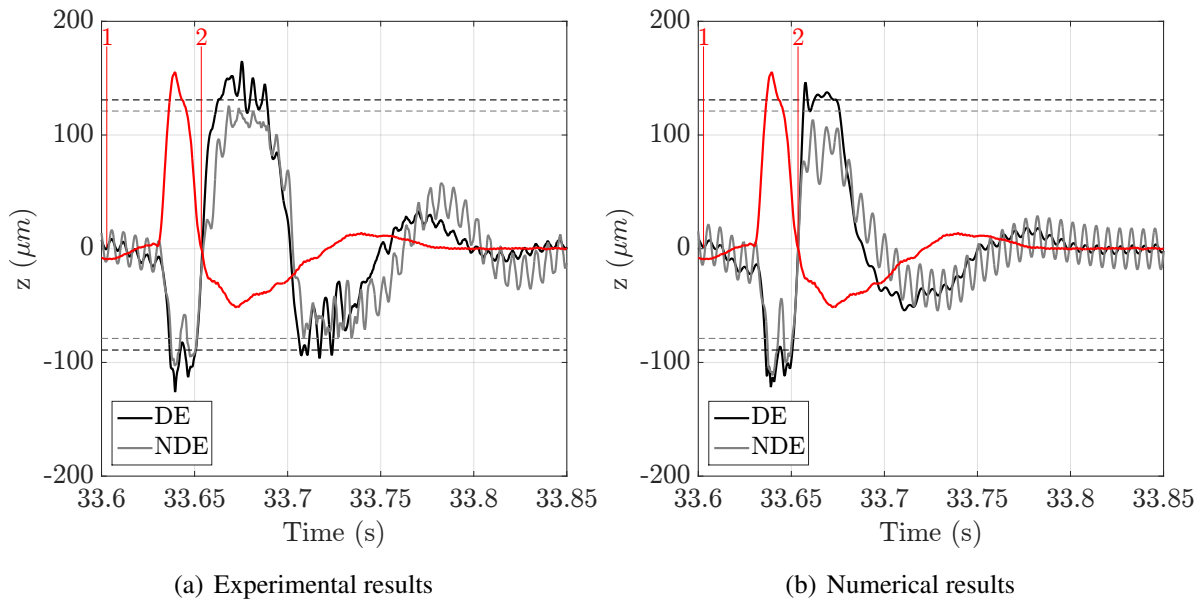 200
100
0
-100
-200
z (μm)
1
2
DE
NDE
33.6
33.65
33.7
33.75
33.8
33.85
Time (s)
(a) Experimental results
200
100
0
-100
-200
z (μm)
1
2
DE
NDE
33.6
33.65
33.7
33.75
33.8
33.85
Time (s)
(b) Numerical results